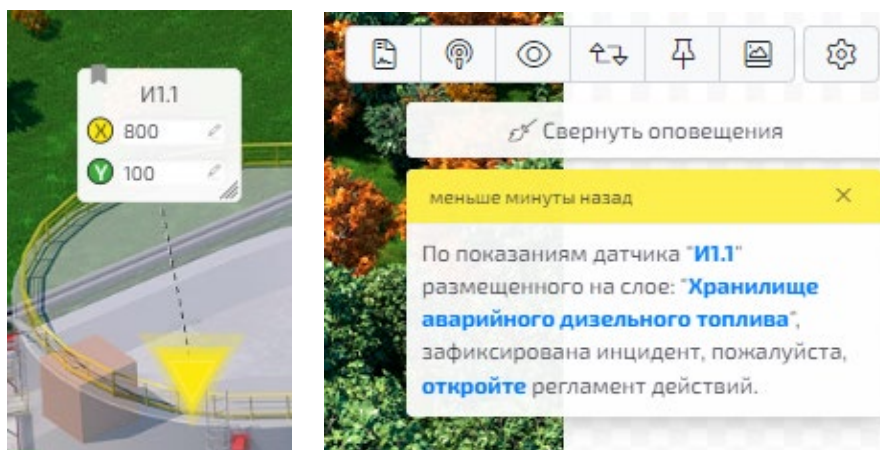 И1.1
X 800
Y 100
Свернуть оповещения
меньше минуты назад
По показаниям датчика "И1.1"
размещенного на слое: "Хранилище
аварийного дизельного топлива",
зафиксирована инцидент, пожалуйста,
откройте регламент действий.